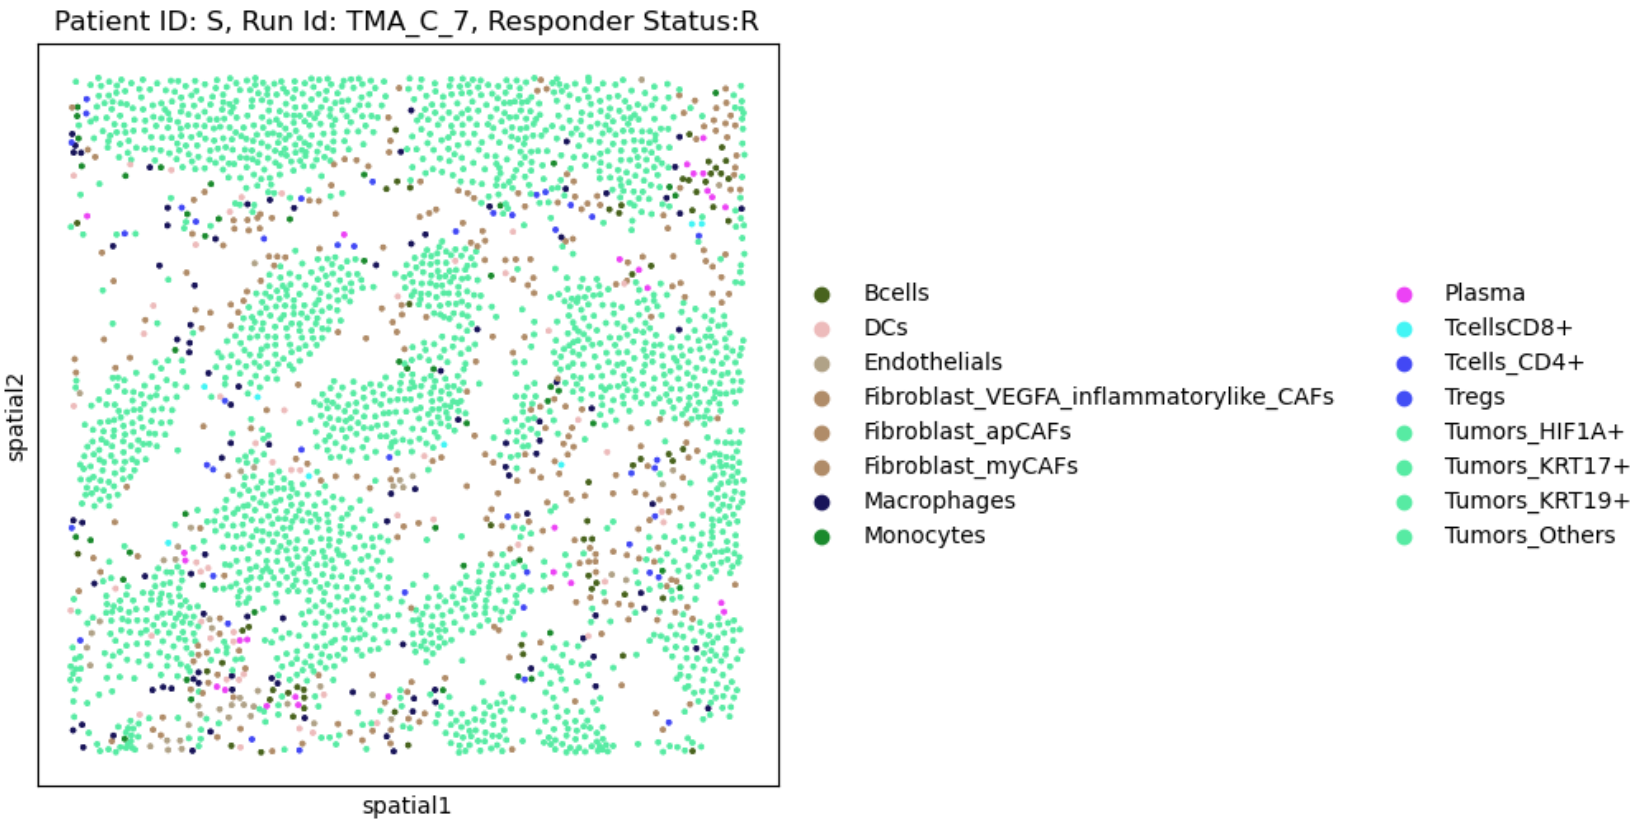 Patient ID: S, Run Id: TMA_C_7, Responder Status:R
spatial2
spatial1
Bcells
DCs
Endothelials
Fibroblast_VEGFA_inflammatorylike_CAFs
Fibroblast_apCAFs
Fibroblast_myCAFs
Macrophages
Monocytes
Plasma
TcellsCD8+
Tcells_CD4+
Tregs
Tumors_HIF1A+
Tumors_KRT17+
Tumors_KRT19+
Tumors_Others